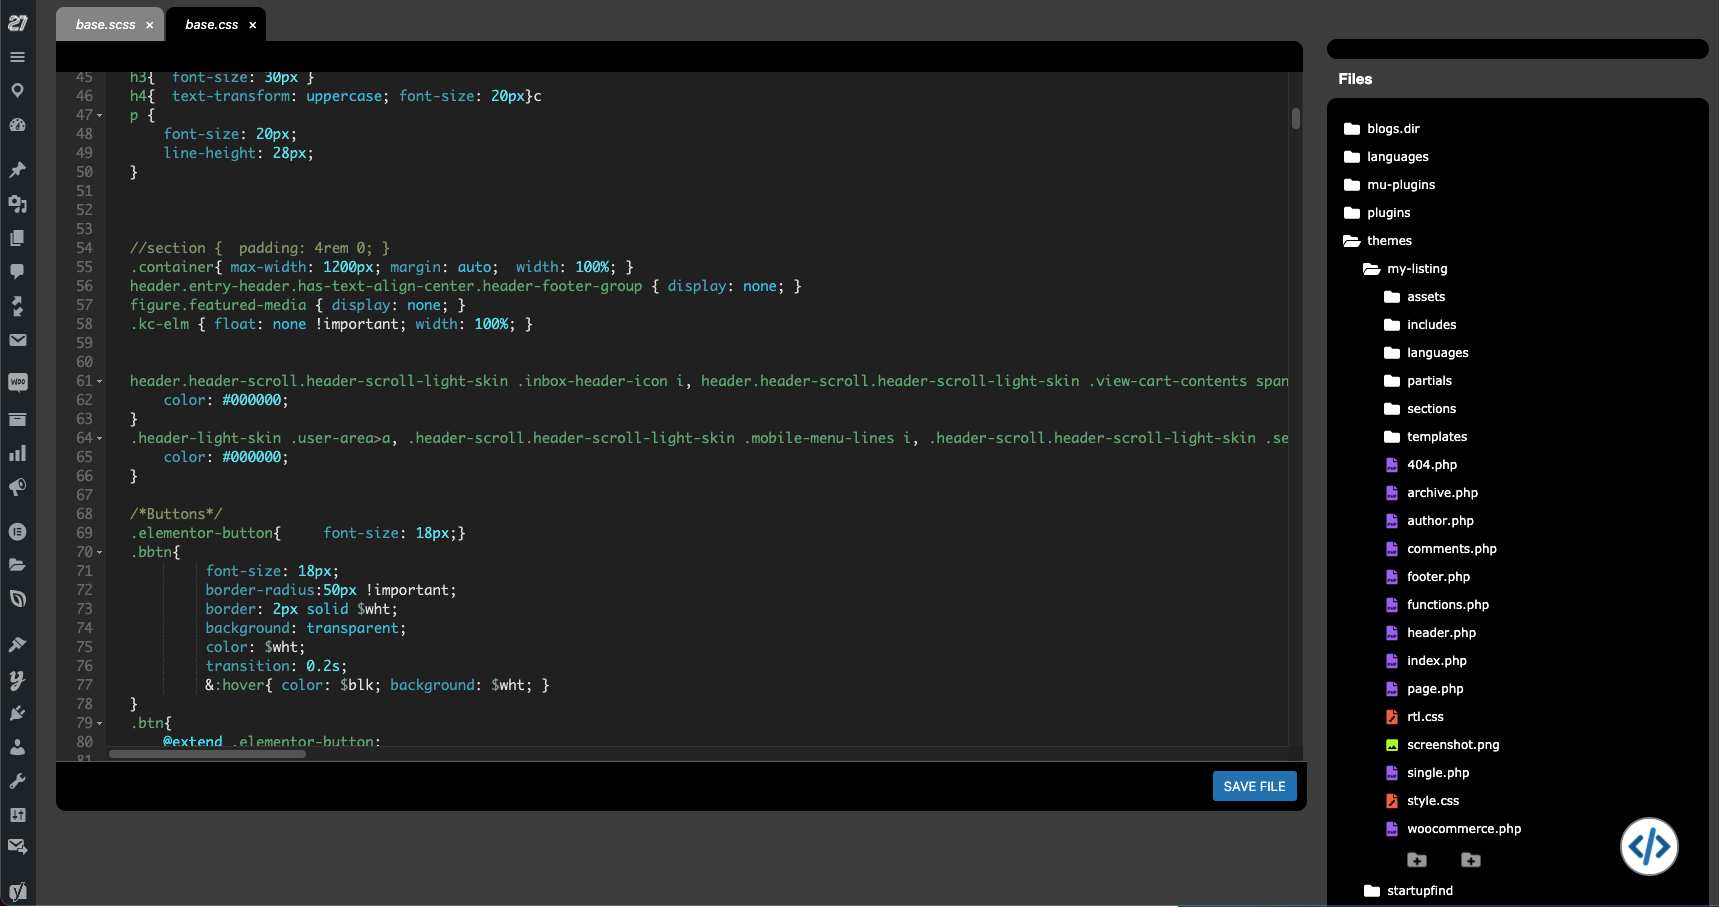 27
base.scss ×
base.css ×
45 h3{  font-size: 30px }
46 h4{  text-transform: uppercase; font-size: 20px}c
47 p {
48     font-size: 20px;
49     line-height: 28px;
50 }
51
52
53
54 //section {  padding: 4rem 0; }
55 .container{ max-width: 1200px; margin: auto;  width: 100%; }
56 header.entry-header.has-text-align-center.header-footer-group { display: none; }
57 figure.featured-media { display: none; }
58 .kc-elm { float: none !important; width: 100%; }
59
60
61 header.header-scroll.header-scroll-light-skin .inbox-header-icon i, header.header-scroll.header-scroll-light-skin .view-cart-contents span
62     color: #000000;
63 }
64 .header-light-skin .user-area>a, .header-scroll.header-scroll-light-skin .mobile-menu-lines i, .header-scroll.header-scroll-light-skin .se
65     color: #000000;
66 }
67
68 /*Buttons*/
69 .elementor-button{     font-size: 18px;}
70 .bbtn{
71         font-size: 18px;
72         border-radius:50px !important;
73         border: 2px solid $wht;
74         background: transparent;
75         color: $wht;
76         transition: 0.2s;
77         &:hover{ color: $blk; background: $wht; }
78 }
79 .btn{
80     @extend .elementor-button;
81
SAVE FILE
Files
blogs.dir
languages
mu-plugins
plugins
themes
my-listing
assets
includes
languages
partials
sections
templates
404.php
archive.php
author.php
comments.php
footer.php
functions.php
header.php
index.php
page.php
rtl.css
screenshot.png
single.php
style.css
woocommerce.php
</>
startupfind